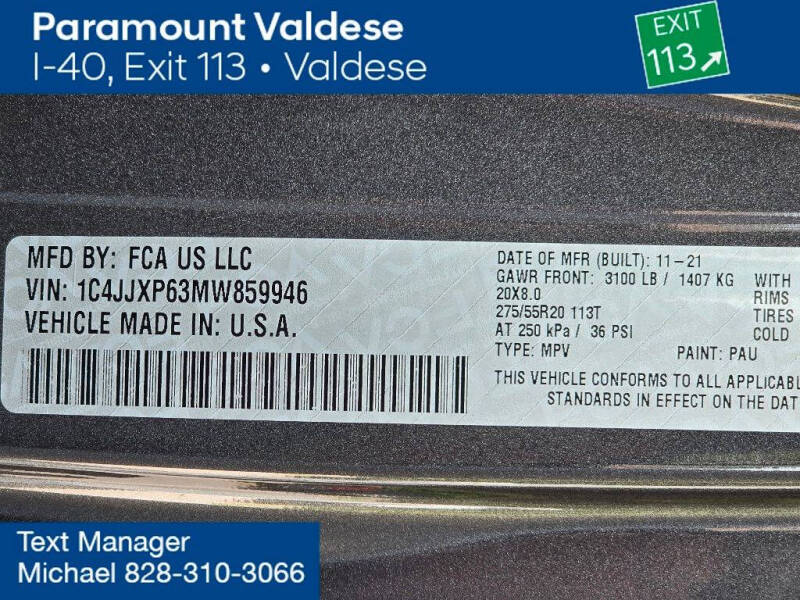 Paramount Valdese
I-40, Exit 113 • Valdese
EXIT
113
MFD BY: FCA US LLC
VIN: 1C4JJXP63MW859946
VEHICLE MADE IN: U.S.A.
DATE OF MFR (BUILT): 11-21
GAWR FRONT: 3100 LB / 1407 KG WITH
20X8.0 RIMS
275/55R20 113T TIRES
AT 250 kPa / 36 PSI COLD
TYPE: MPV PAINT: PAU
THIS VEHICLE CONFORMS TO ALL APPLICABL
STANDARDS IN EFFECT ON THE DAT
Text Manager
Michael 828-310-3066